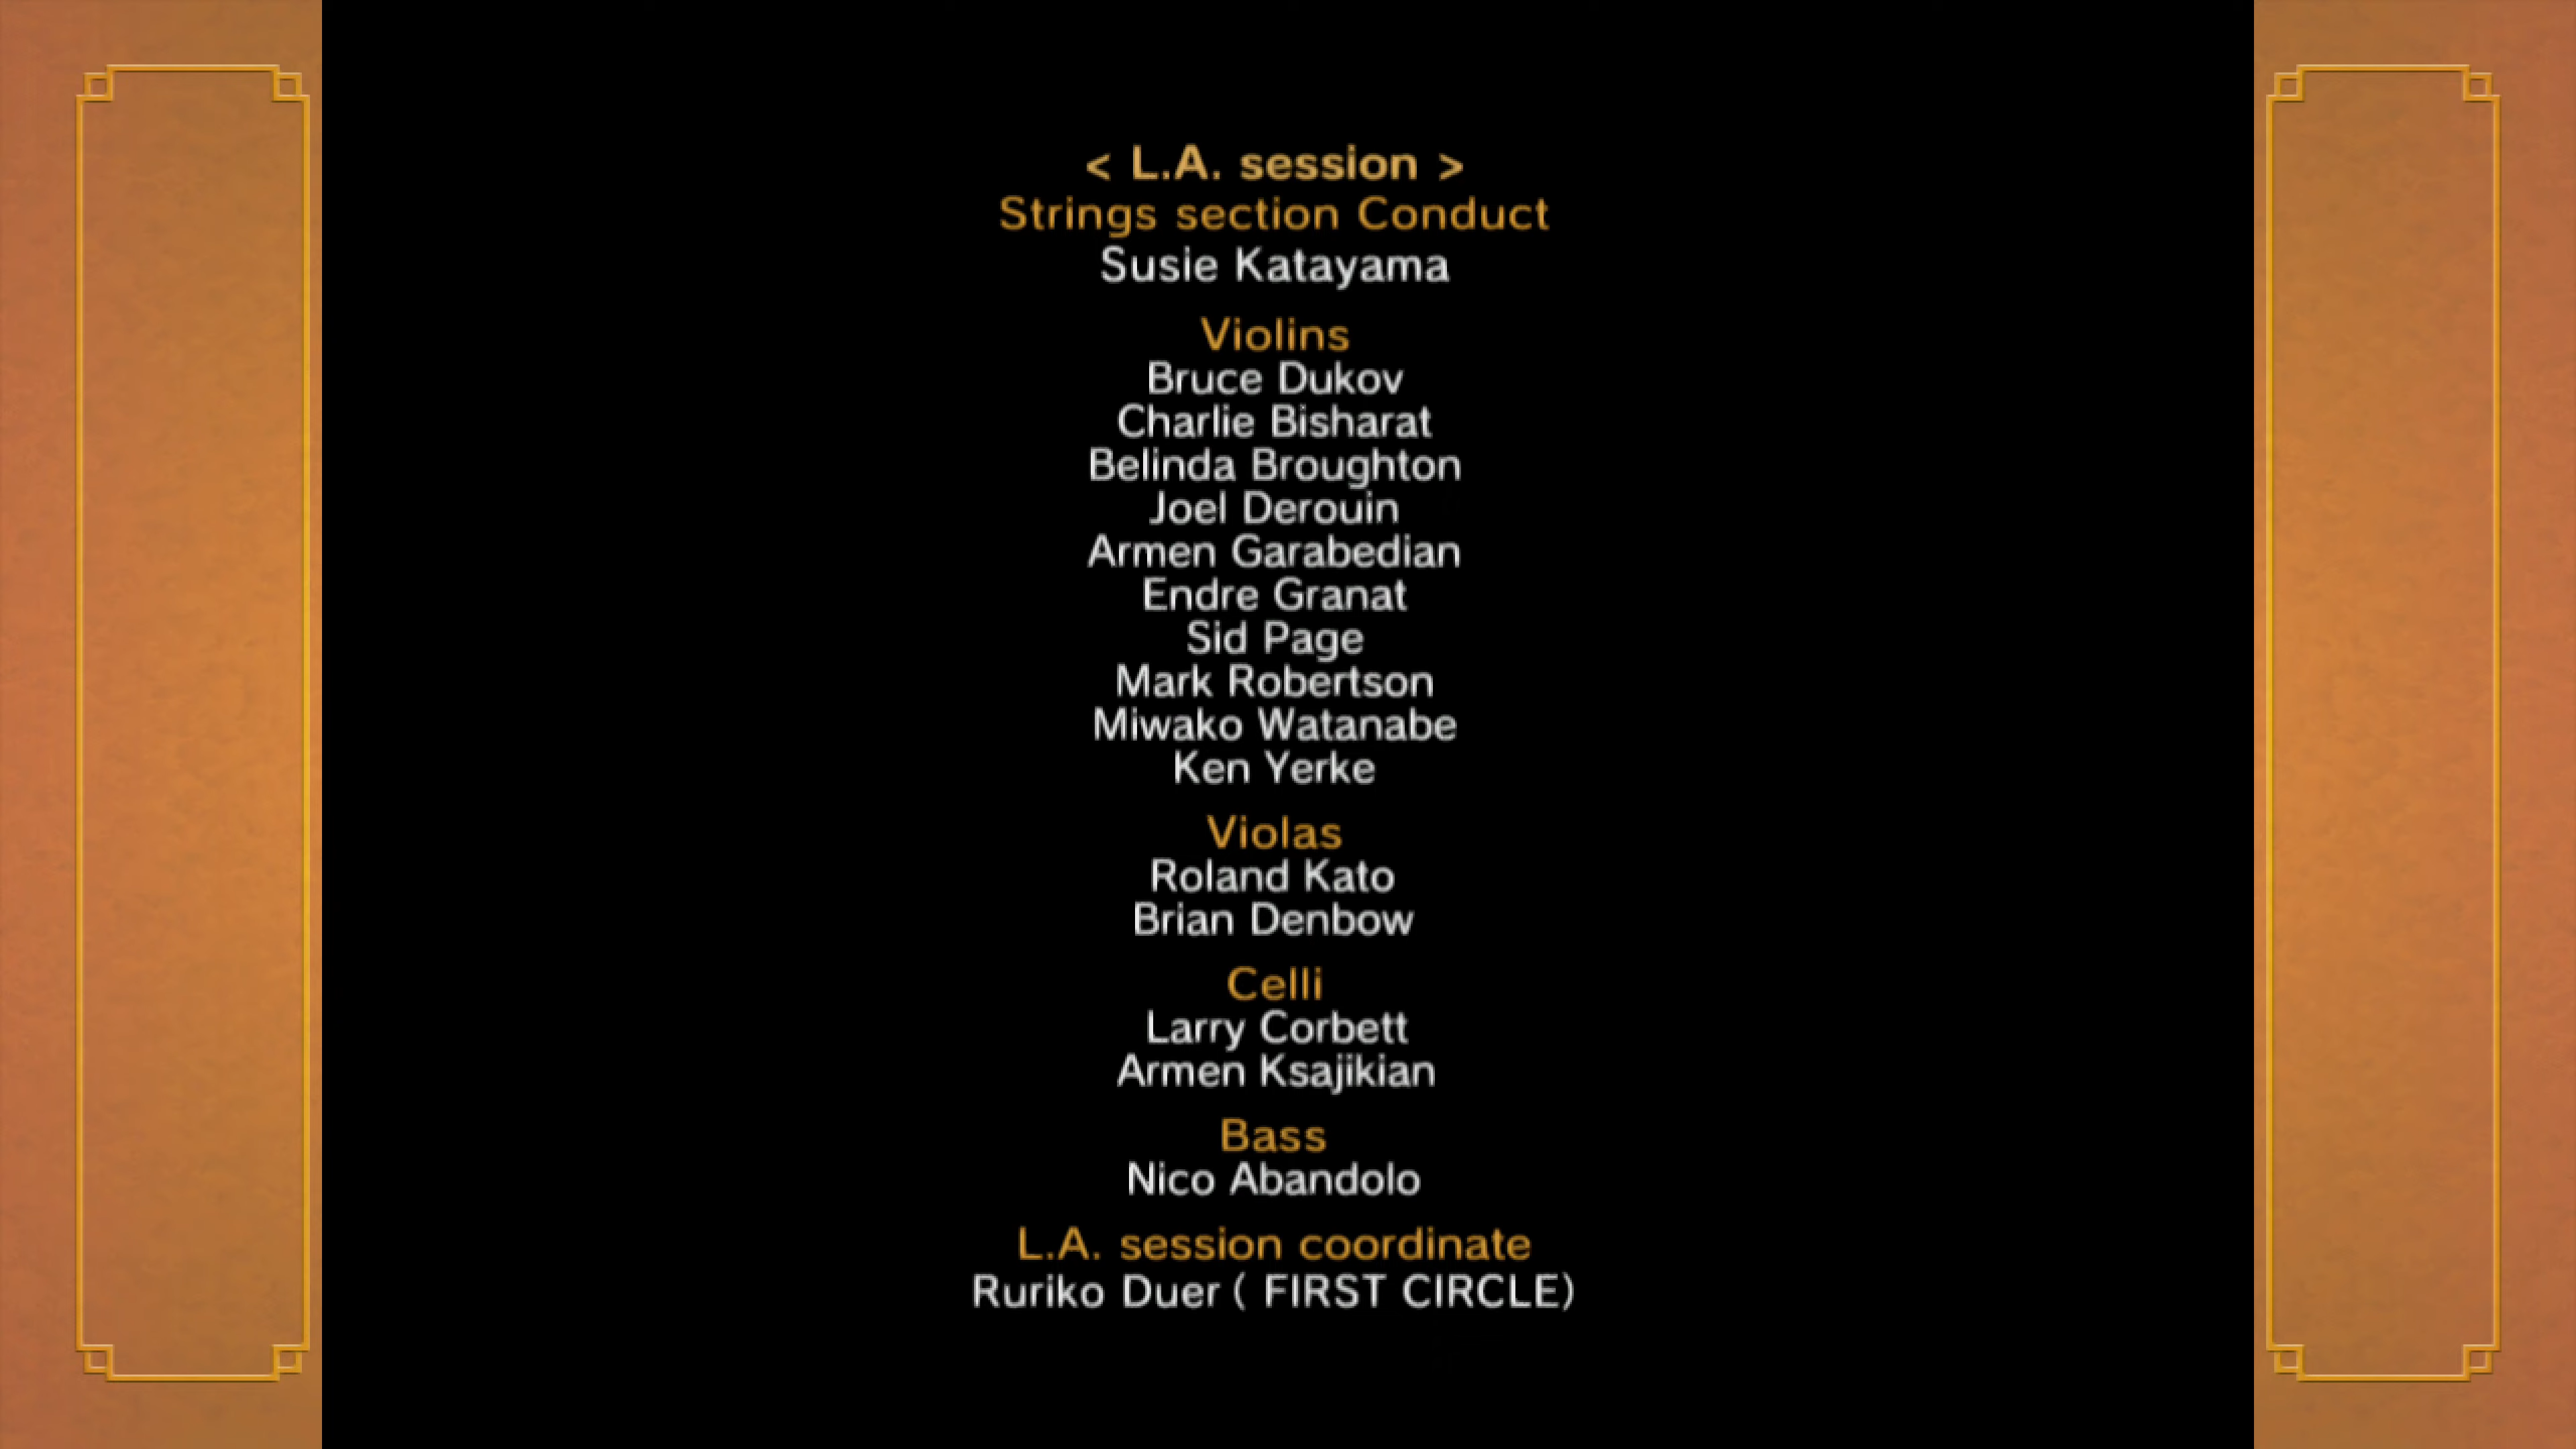 < L.A. session >
Strings section Conduct
Susie Katayama
Violins
Bruce Dukov
Charlie Bisharat
Belinda Broughton
Joel Derouin
Armen Garabedian
Endre Granat
Sid Page
Mark Robertson
Miwako Watanabe
Ken Yerke
Violas
Roland Kato
Brian Denbow
Celli
Larry Corbett
Armen Ksajikian
Bass
Nico Abandolo
L.A. session coordinate
Ruriko Duer ( FIRST CIRCLE)